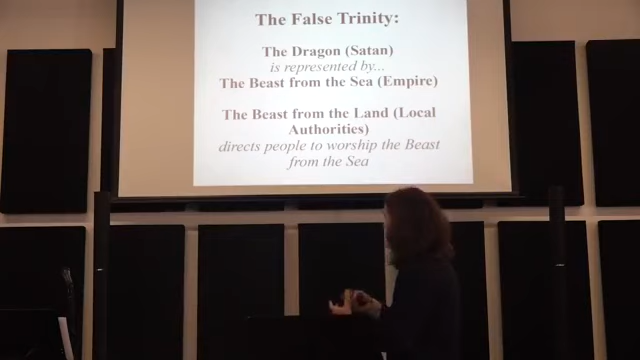 The False Trinity:
The Dragon (Satan)
is represented by...
The Beast from the Sea (Empire)
The Beast from the Land (Local
Authorities)
directs people to worship the Beast
from the Sea